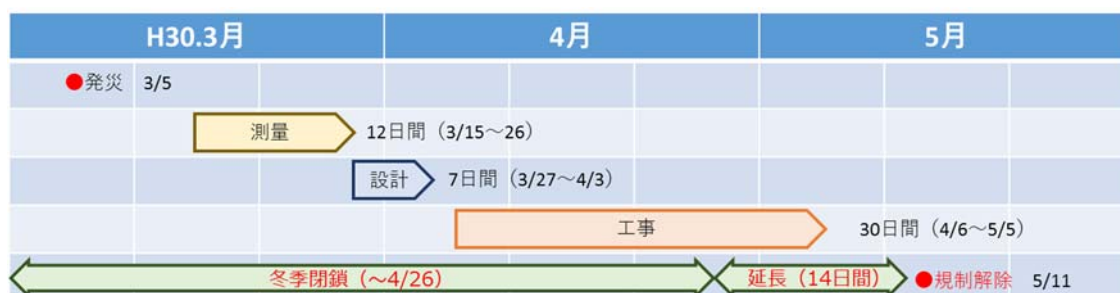 H30.3月 4月 5月
●発災 3/5
測量 12日間（3/15～26）
設計 7日間（3/27～4/3）
工事 30日間（4/6～5/5）
冬季閉鎖（～4/26） 延長（14日間） ●規制解除 5/11